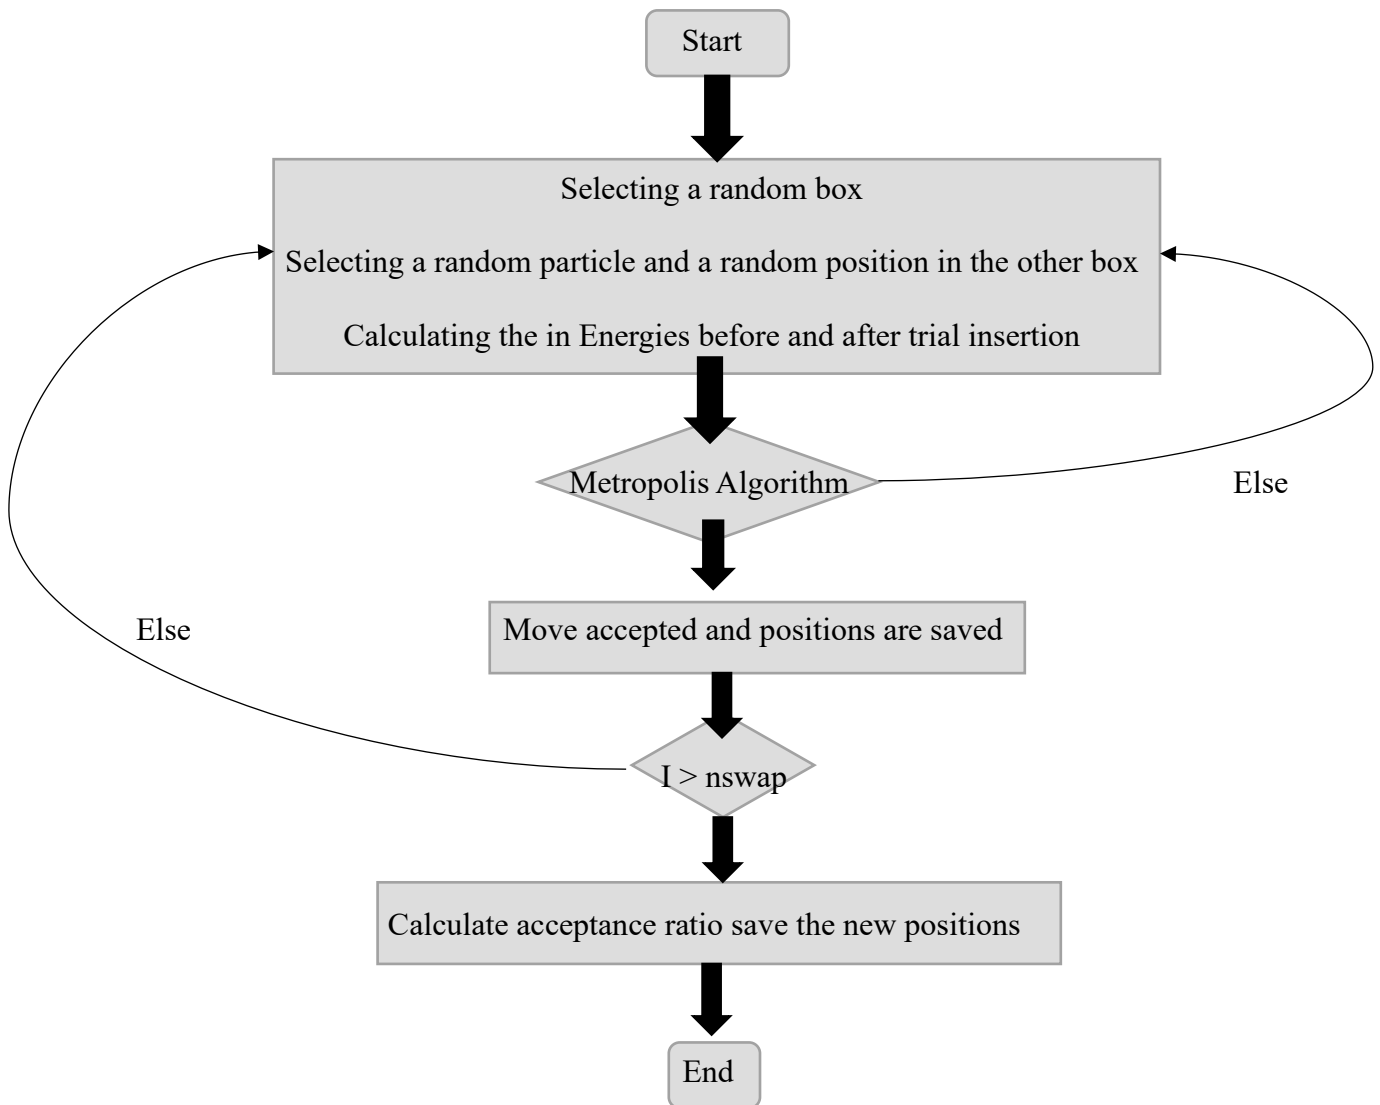 Start
Selecting a random box
Selecting a random particle and a random position in the other box
Calculating the in Energies before and after trial insertion
Metropolis Algorithm
Else
Move accepted and positions are saved
Else
I > nswap
Calculate acceptance ratio save the new positions
End